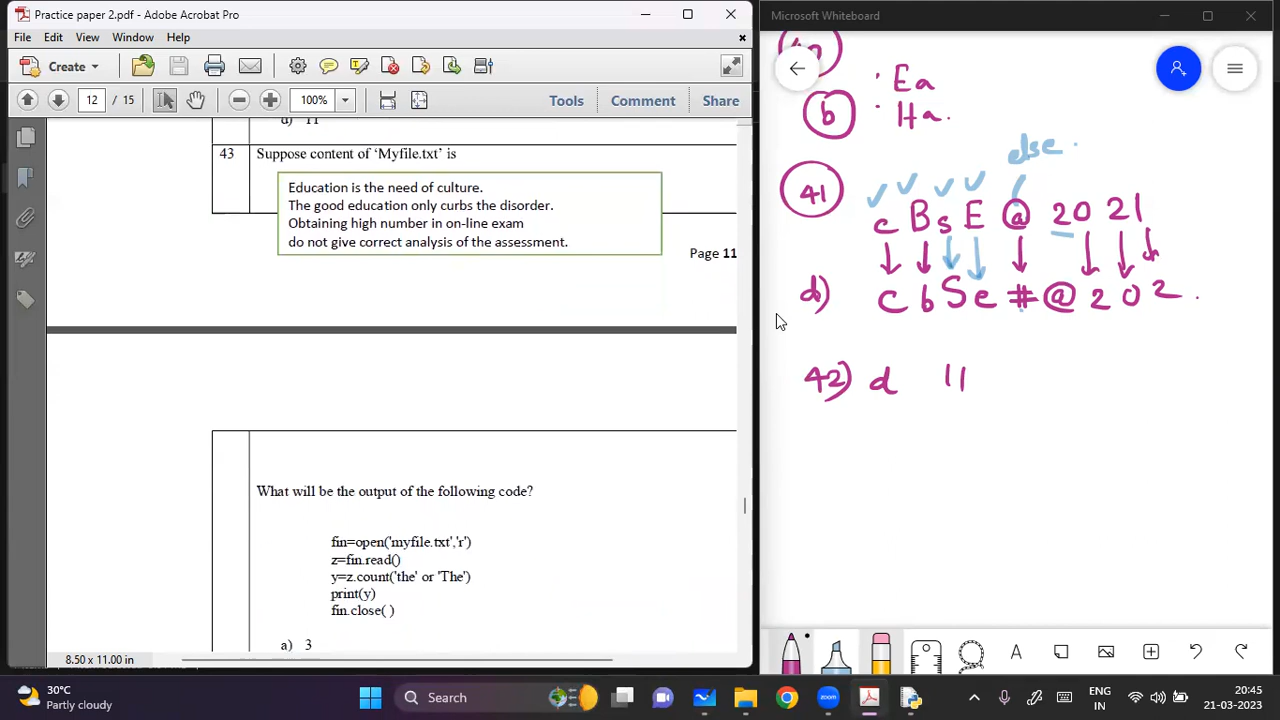 Practice paper 2.pdf - Adobe Acrobat Pro
File Edit View Window Help
Create
12 / 15 100% Tools Comment Share
d) 11
43 Suppose content of ‘Myfile.txt’ is
Education is the need of culture.
The good education only curbs the disorder.
Obtaining high number in on-line exam
do not give correct analysis of the assessment.
Page 11
What will be the output of the following code?
fin=open('myfile.txt','r')
z=fin.read()
y=z.count('the' or 'The')
print(y)
fin.close( )
a) 3
8.50 x 11.00 in
Microsoft Whiteboard
Ea
b Ha.
else.
41
c B s E @ 20 21
d) c b S e # @ 2 0 2.
42) d 11
A
30°C
Partly cloudy
Search
ENG
IN
20:45
21-03-2023